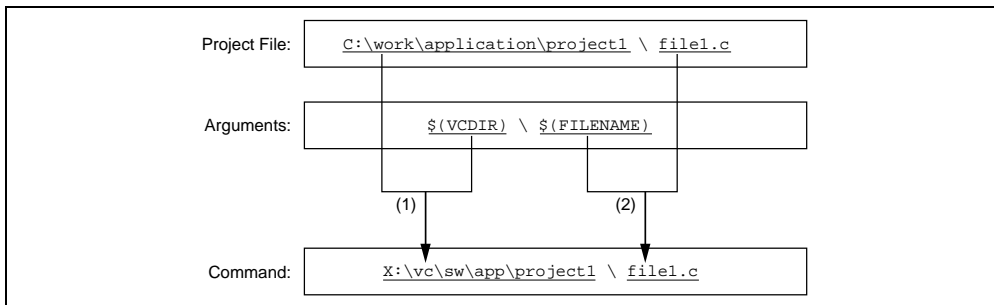 Project File: C:\work\application\project1 \ file1.c
Arguments: $(VCDIR) \ $(FILENAME)
(1) (2)
Command: X:\vc\sw\app\project1 \ file1.c